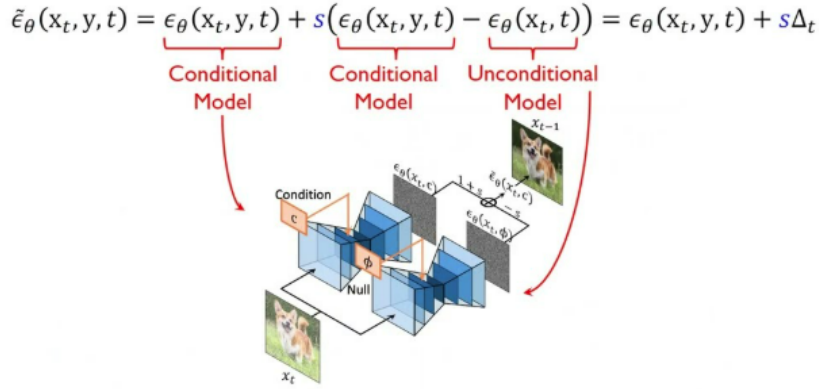 ϵ̃θ(xₜ, y, t) = ϵθ(xₜ, y, t) + s(ϵθ(xₜ, y, t) − ϵθ(xₜ, t)) = ϵθ(xₜ, y, t) + sΔₜ
Conditional Model
Conditional Model
Unconditional Model
xₜ₋₁
ϵθ(xₜ, c)
1 + s
ϵ̃θ(xₜ, c)
− s
ϵθ(xₜ, ϕ)
Condition
c
ϕ
Null
xₜ